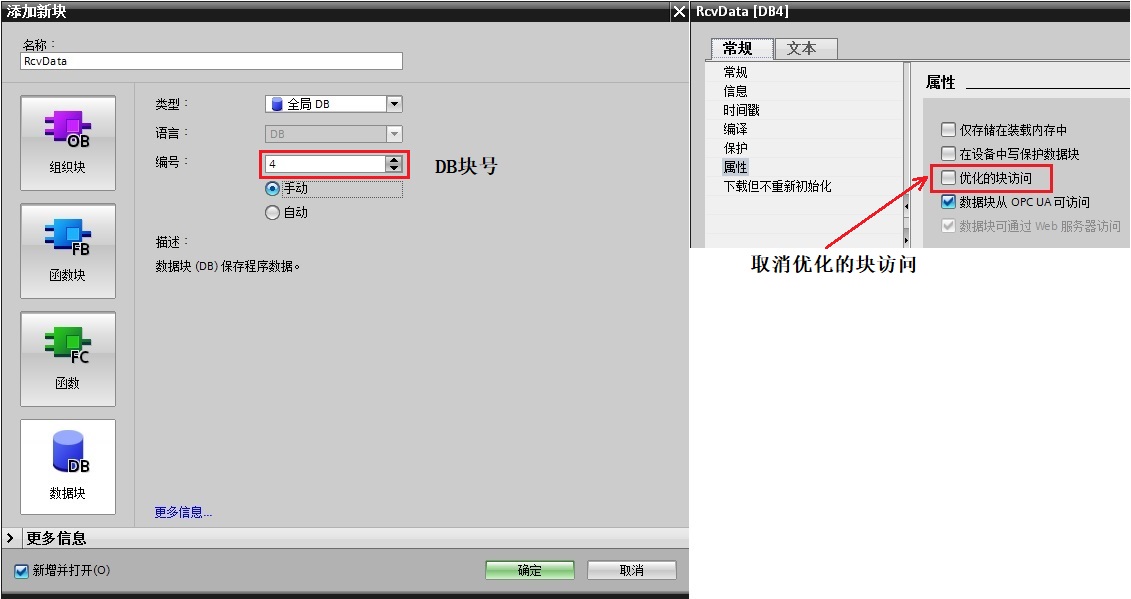 添加新块
名称：
RcvData
OB
组织块
FB
函数块
FC
函数
DB
数据块
类型：
全局 DB
语言：
DB
编号：
4
DB块号
手动
自动
描述：
数据块 (DB) 保存程序数据。
更多信息...
更多信息
新增并打开(O)
确定
取消
RcvData [DB4]
常规
文本
常规
信息
时间戳
编译
保护
属性
下载但不重新初始化
属性
仅存储在装载内存中
在设备中写保护数据块
优化的块访问
数据块从 OPC UA 可访问
数据块可通过 Web 服务器访问
取消优化的块访问